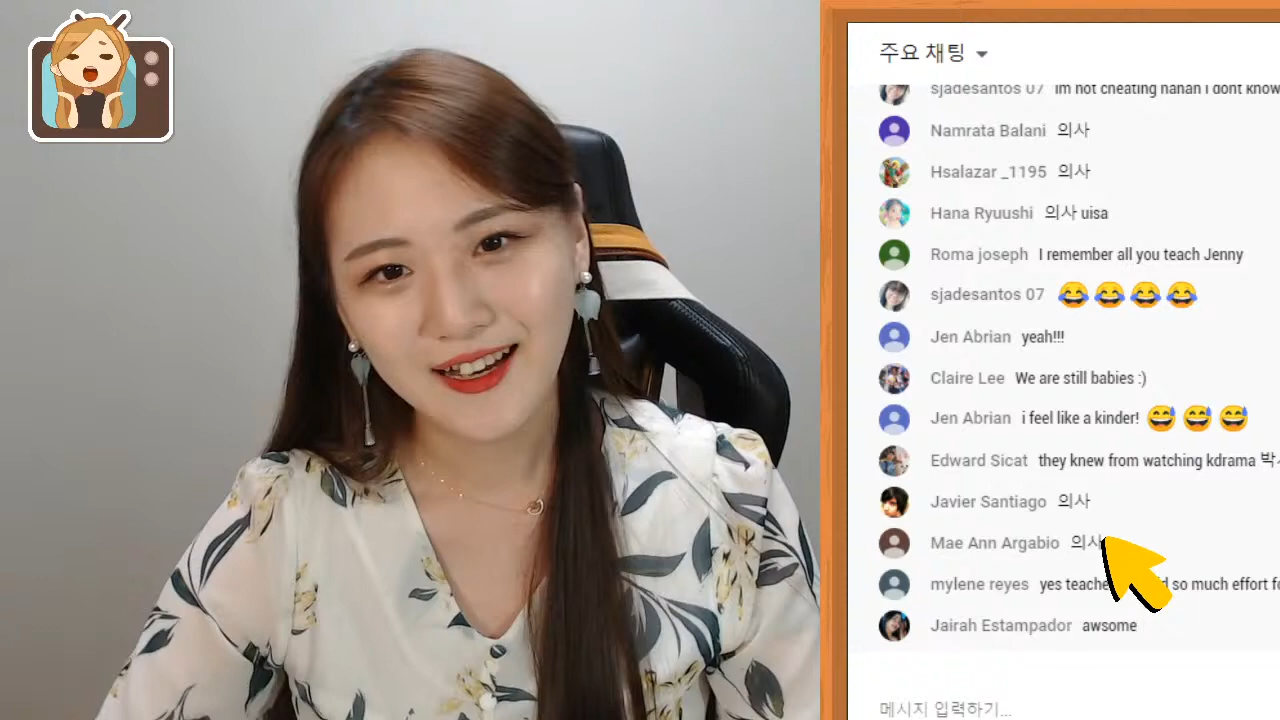 주요 채팅
sjadesantos 07 im not cheating hahah I dont know
Namrata Balani 의사
Hsalazar _1195 의사
Hana Ryuushi 의사 uisa
Roma joseph I remember all you teach Jenny
sjadesantos 07 😂😂😂😂
Jen Abrian yeah!!!
Claire Lee We are still babies :)
Jen Abrian i feel like a kinder! 😅😅😅
Edward Sicat they knew from watching kdrama 박
Javier Santiago 의사
Mae Ann Argabio 의사
mylene reyes yes so much effort
Jairah Estampador awsome
메시지 입력하기...